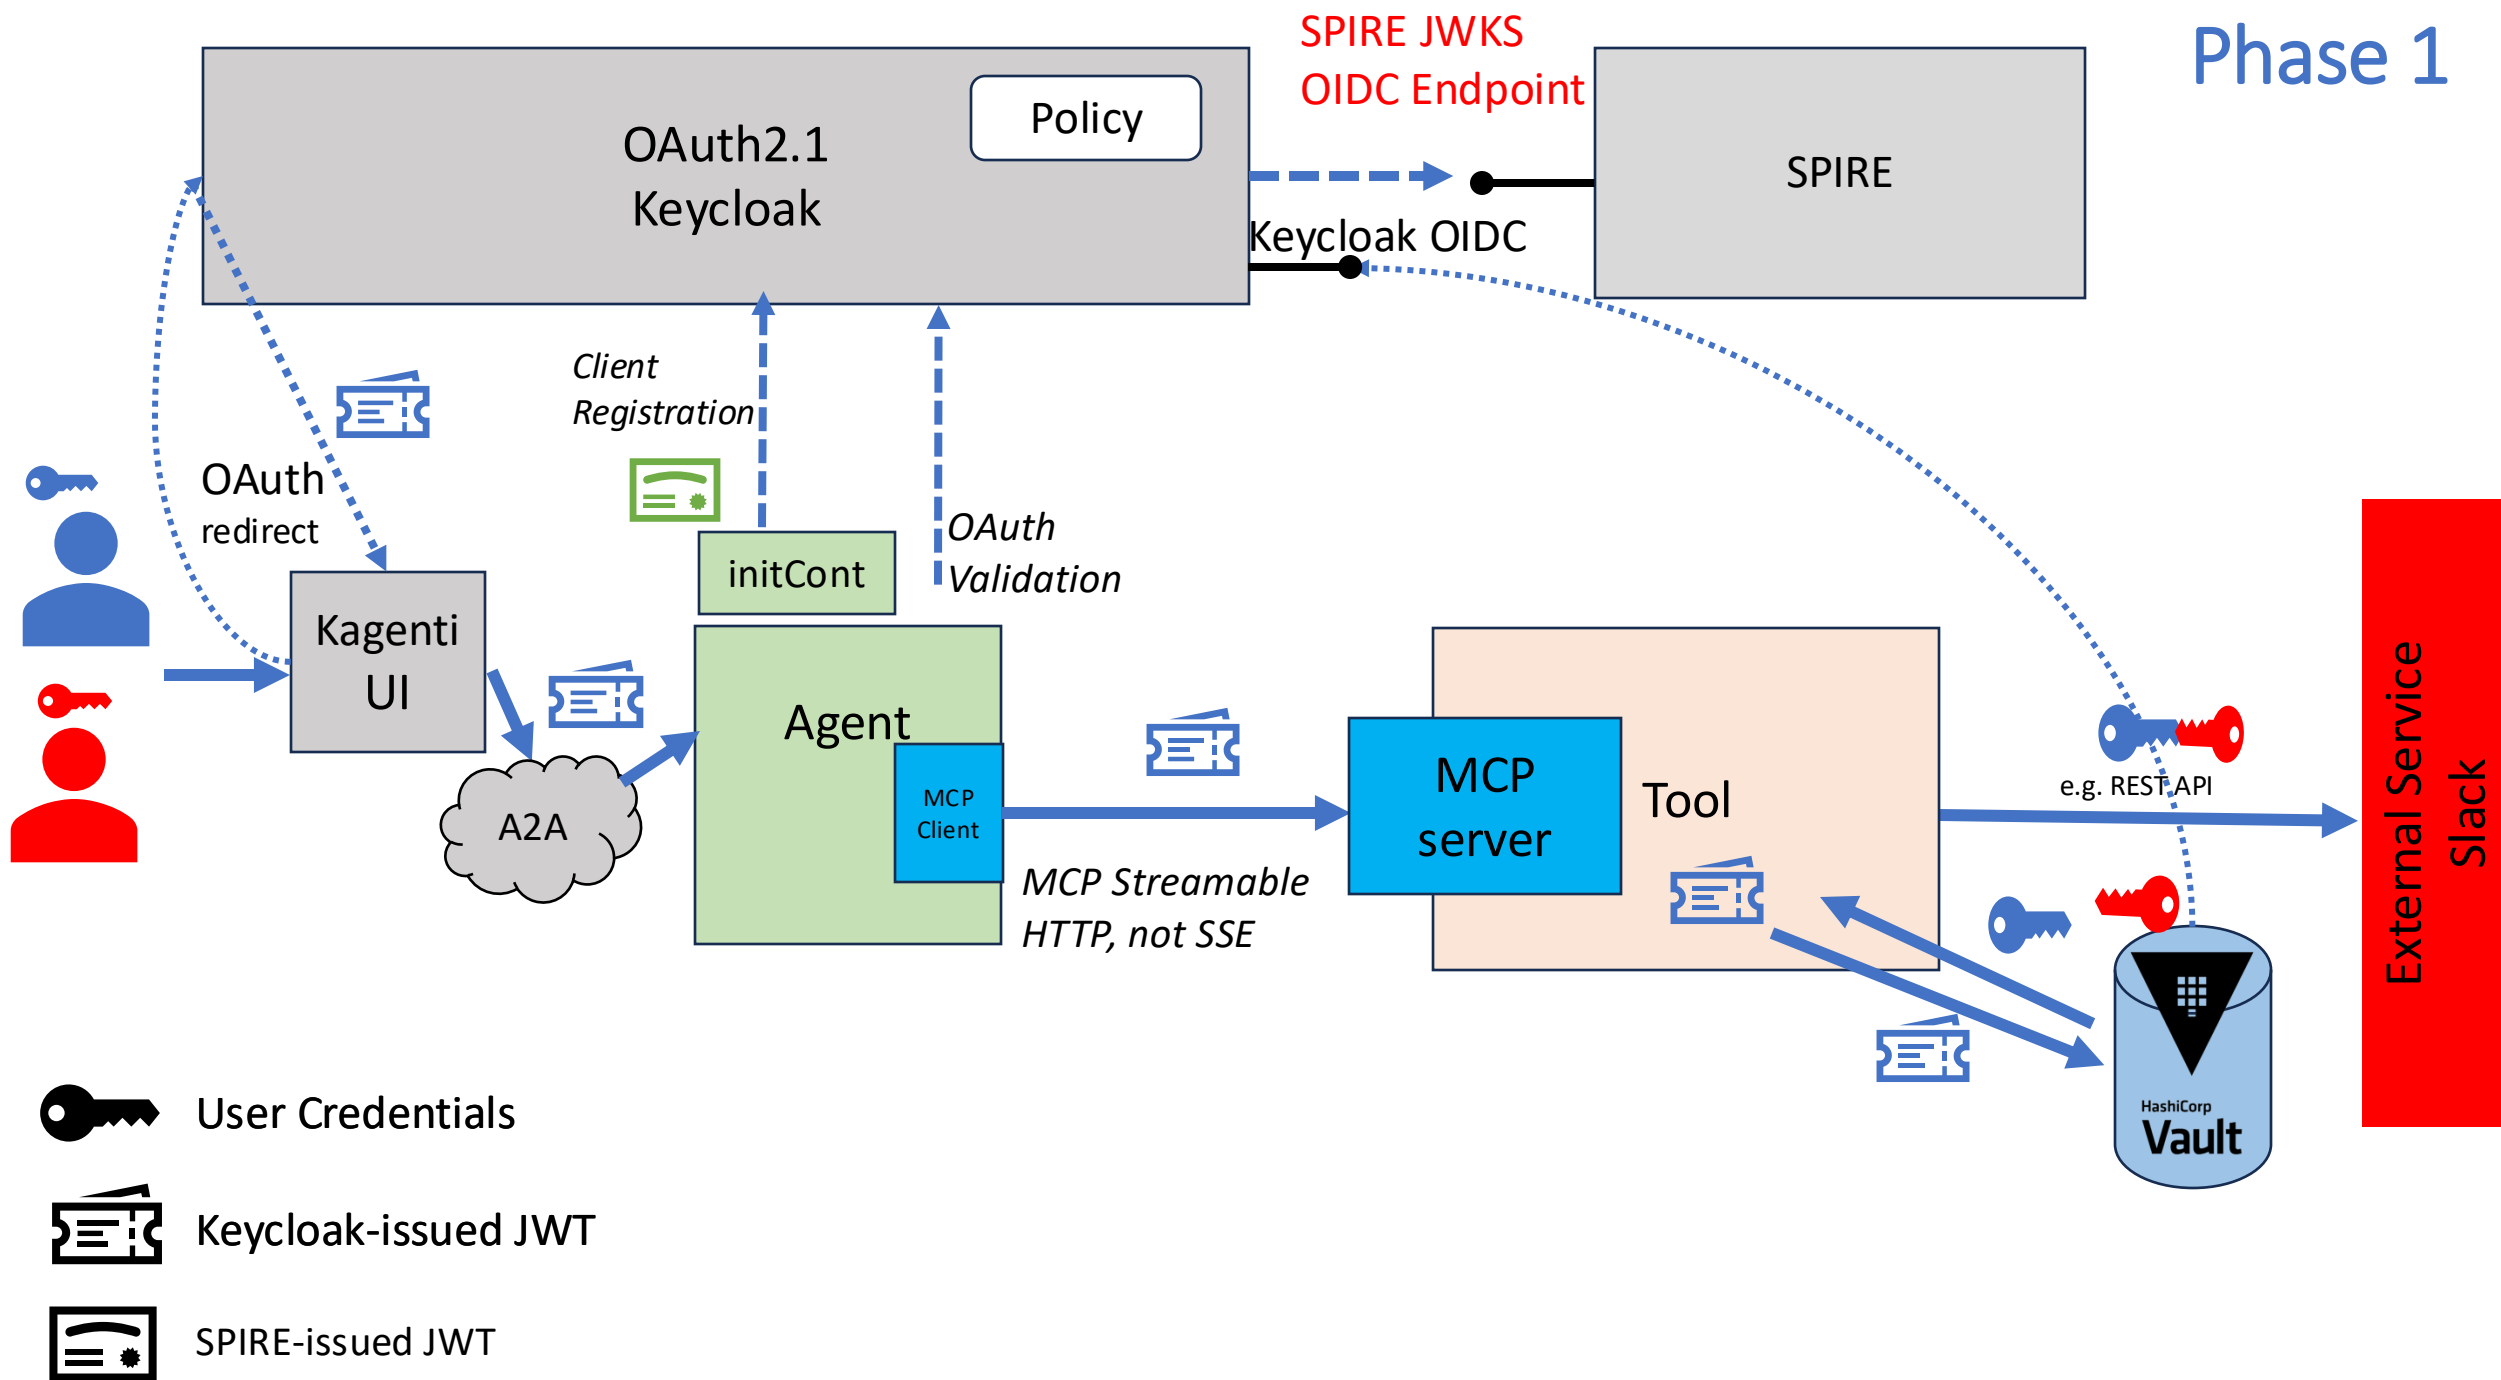 SPIRE JWKS
OIDC Endpoint
Phase 1
Policy
OAuth2.1
Keycloak
SPIRE
Keycloak OIDC
Client
Registration
OAuth
redirect
OAuth
Validation
initCont
Kagenti
UI
Agent
MCP
Client
A2A
MCP Streamable
HTTP, not SSE
MCP
server
Tool
e.g. REST API
External Service
Slack
HashiCorp
Vault
User Credentials
Keycloak-issued JWT
SPIRE-issued JWT